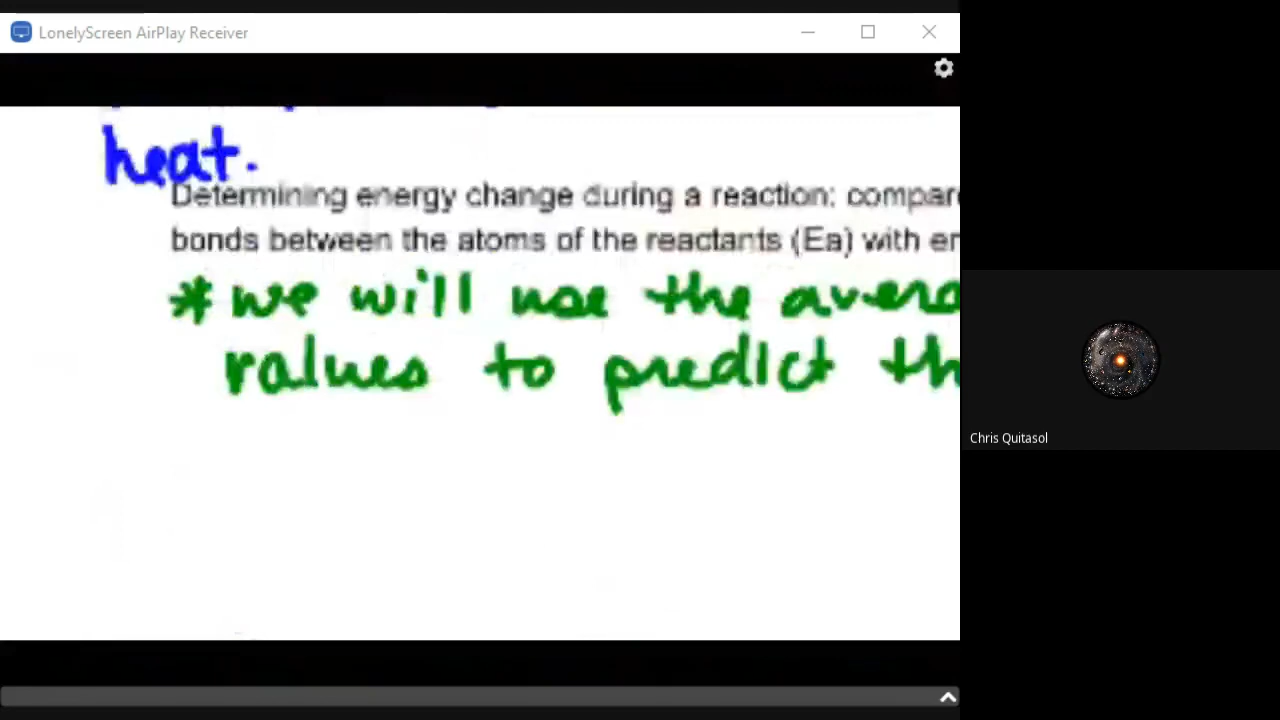 LonelyScreen AirPlay Receiver
heat.
Determining energy change during a reaction: compar
bonds between the atoms of the reactants (Ea) with en
* we will use the avera
values to predict th
Chris Quitasol